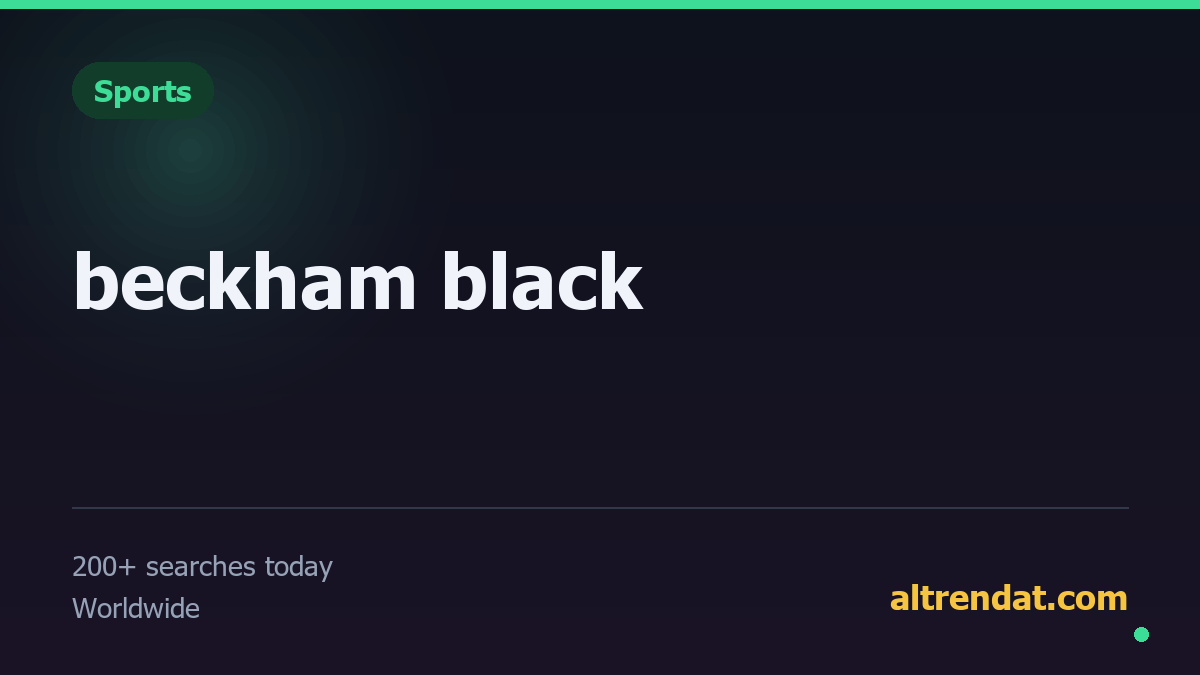 Sports
beckham black
200+ searches today
Worldwide
altrendat.com